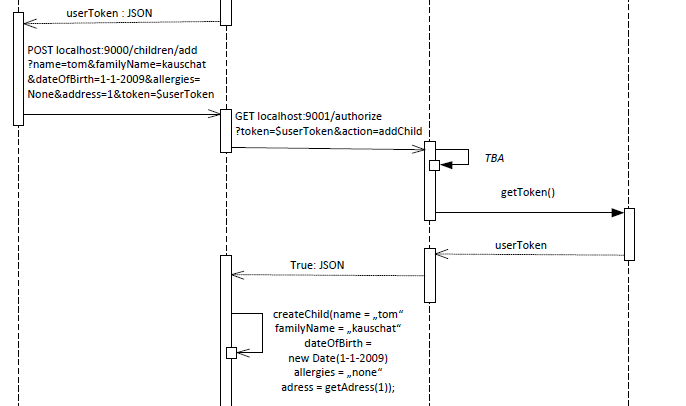 userToken : JSON
POST localhost:9000/children/add
?name=tom&familyName=kauschat
&dateOfBirth=1-1-2009&allergies=
None&address=1&token=$userToken
GET localhost:9001/authorize
?token=$userToken&action=addChild
TBA
getToken()
userToken
True: JSON
createChild(name = „tom“
familyName = „kauschat“
dateOfBirth =
new Date(1-1-2009)
allergies = „none“
adress = getAdress(1));